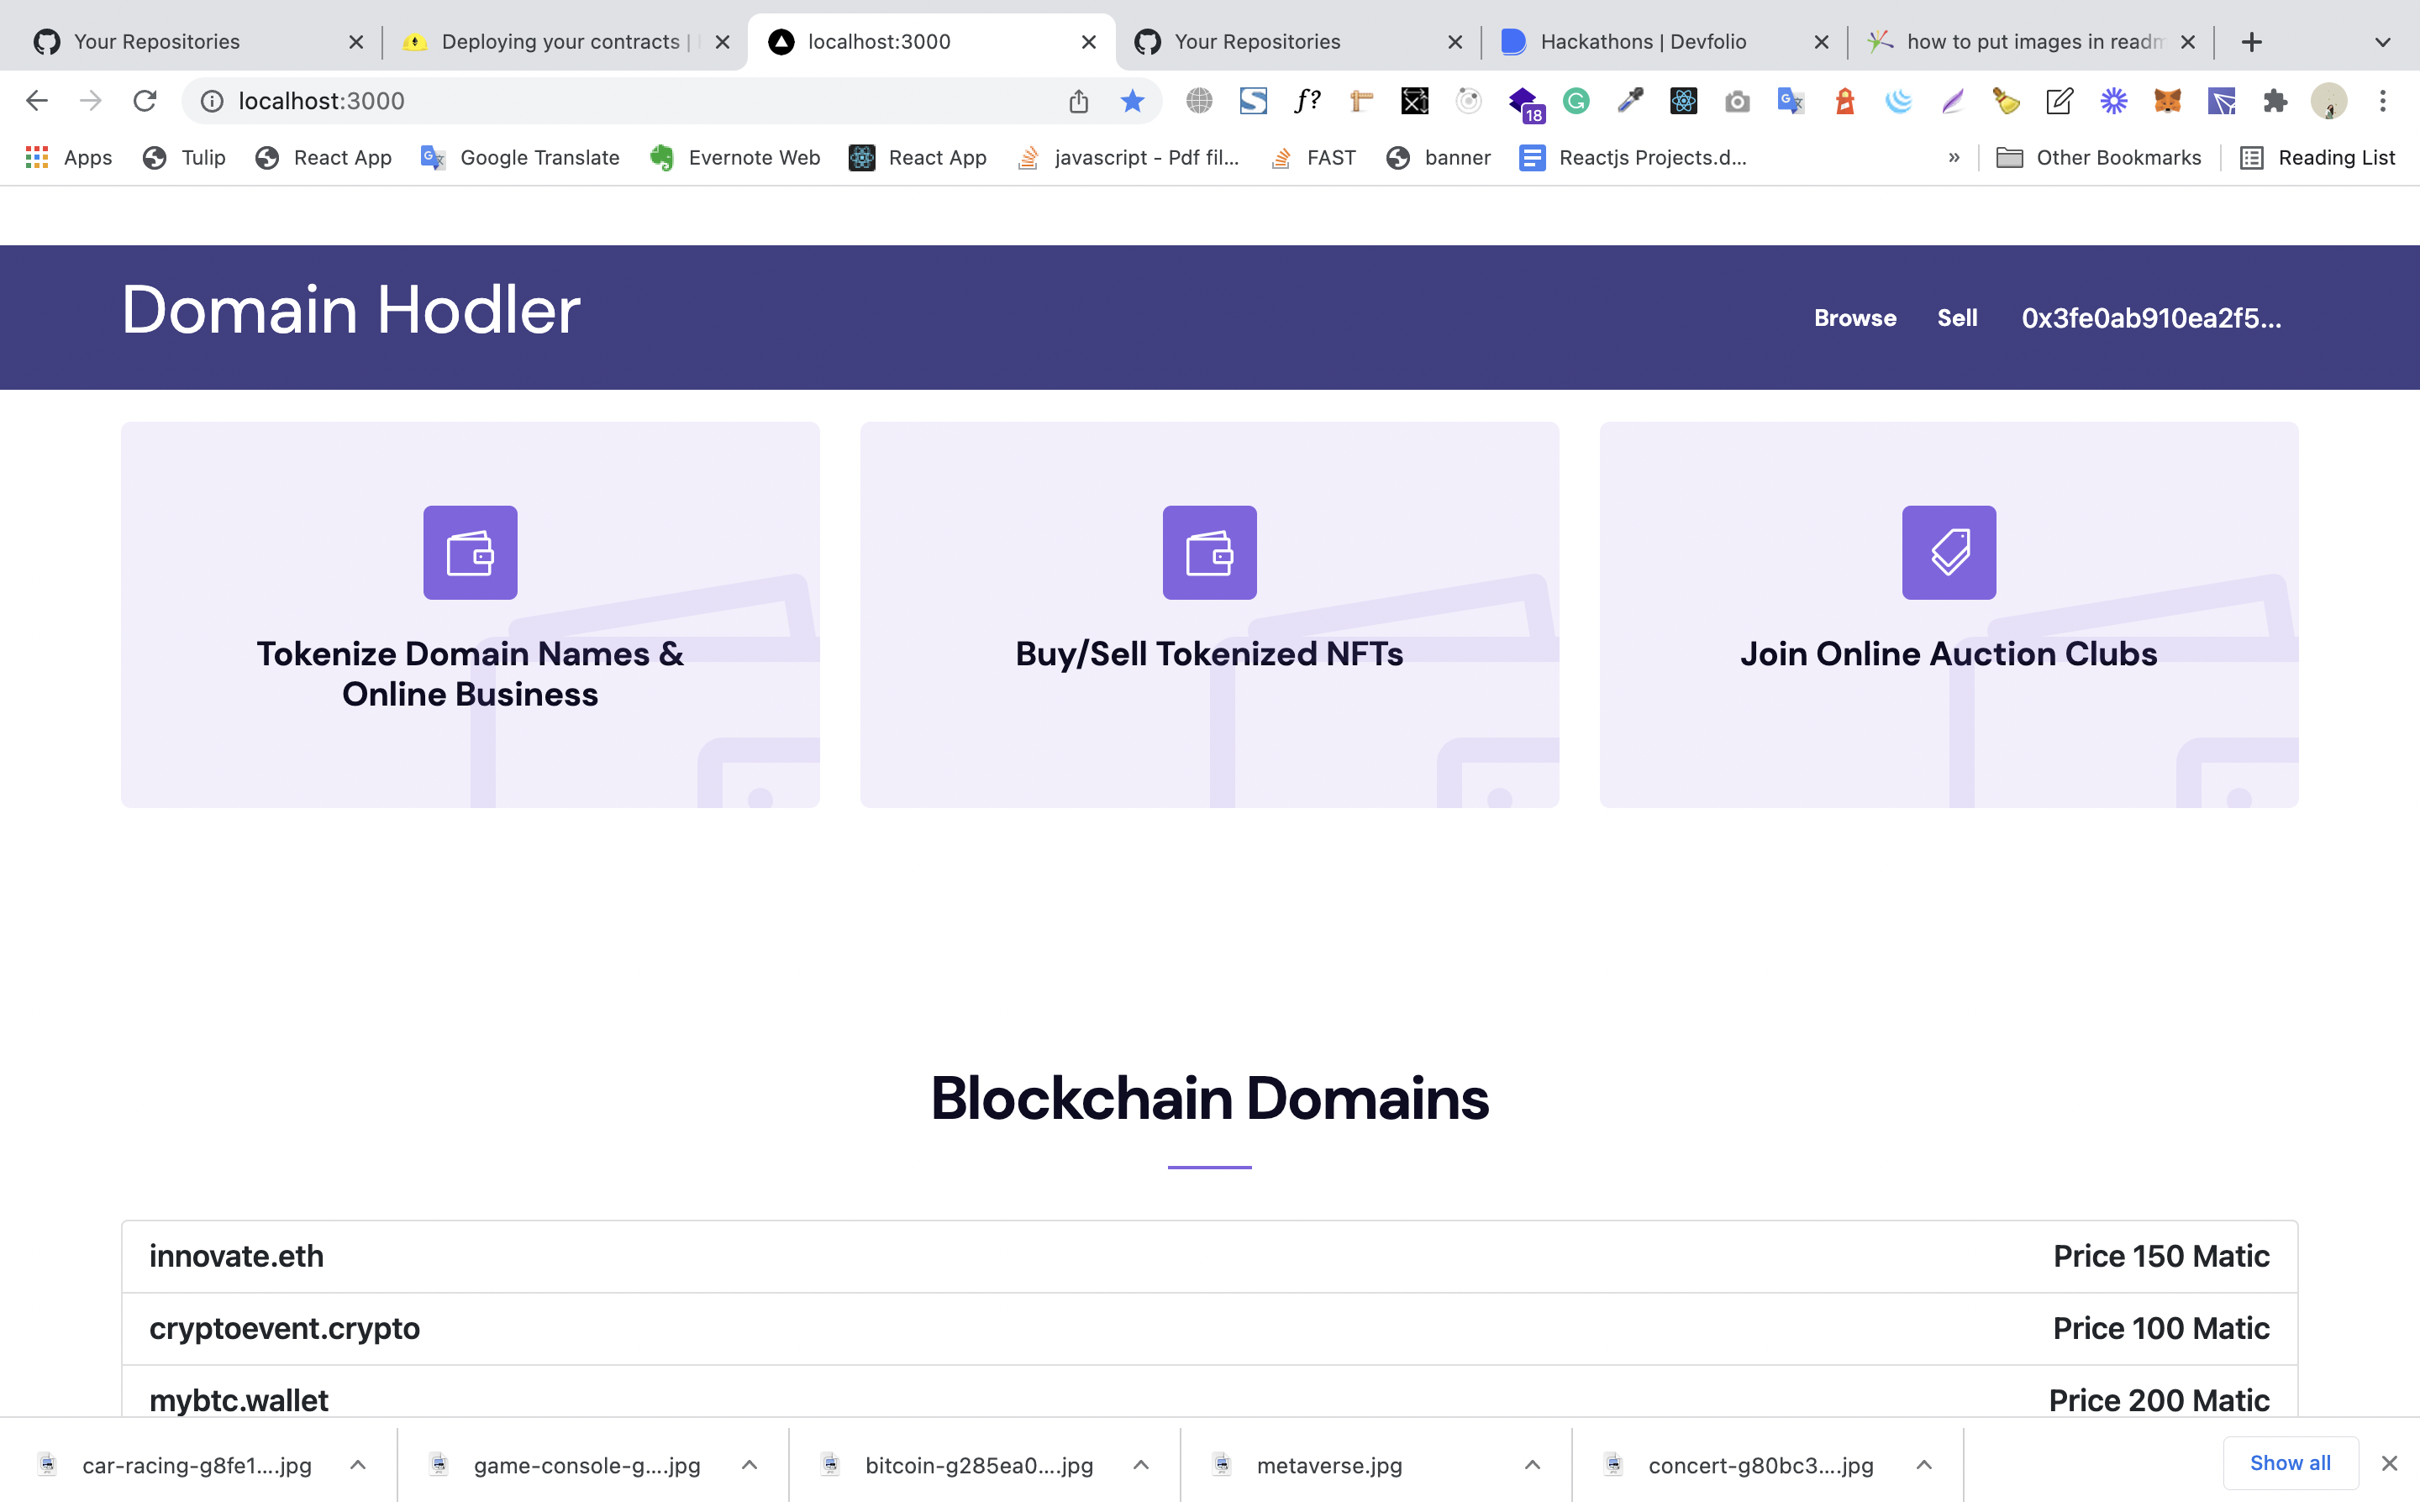 Your Repositories
Deploying your contracts |
localhost:3000
Your Repositories
Hackathons | Devfolio
how to put images in readm
localhost:3000
f?
18
Apps
Tulip
React App
Google Translate
Evernote Web
React App
javascript - Pdf fil...
FAST
banner
Reactjs Projects.d...
»
Other Bookmarks
Reading List
Domain Hodler
Browse
Sell
0x3fe0ab910ea2f5...
Tokenize Domain Names &
Online Business
Buy/Sell Tokenized NFTs
Join Online Auction Clubs
Blockchain Domains
innovate.eth Price 150 Matic
cryptoevent.crypto Price 100 Matic
mybtc.wallet Price 200 Matic
car-racing-g8fe1....jpg
game-console-g....jpg
bitcoin-g285ea0....jpg
metaverse.jpg
concert-g80bc3....jpg
Show all